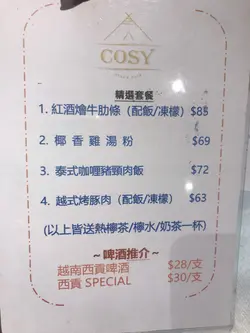 COSY
精選套餐
1. 紅酒燴牛肋條（配飯/凍檬）$85
2. 椰香雞湯粉 $69
3. 泰式咖喱豬頸肉飯 $72
4. 越式烤豚肉（配飯/凍檬）$63
(以上皆送熱檸茶/檸水/奶茶一杯)
~ 啤酒推介 ~
越南西貢啤酒 $28/支
西貢 SPECIAL $30/支